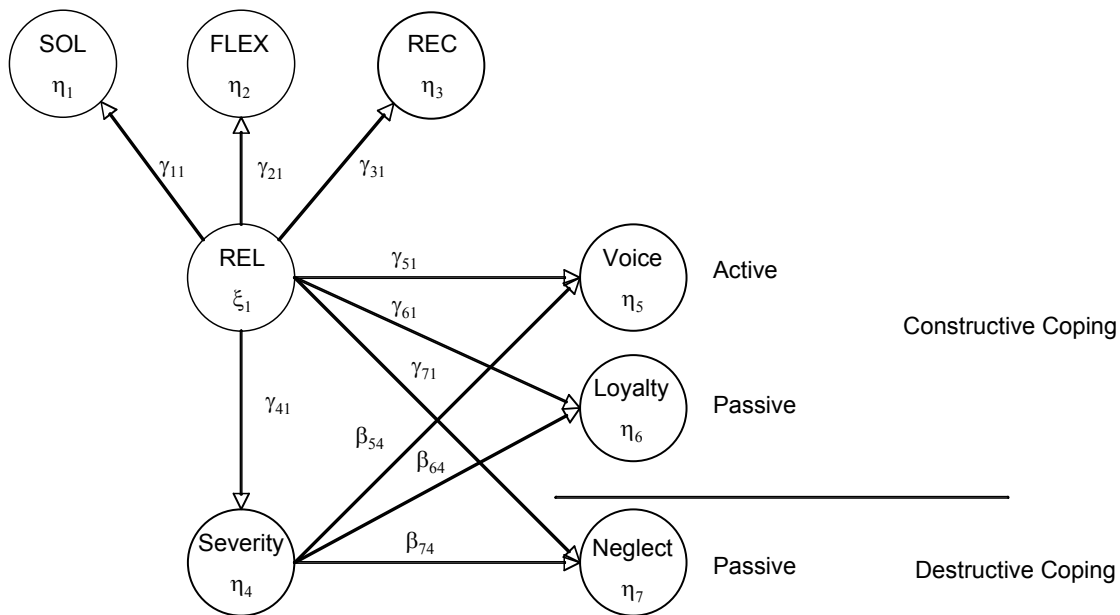 SOL
η1
FLEX
η2
REC
η3
γ11
γ21
γ31
REL
ξ1
γ51
Voice
η5
Active
γ61
Constructive Coping
γ71
Loyalty
η6
Passive
γ41
β54
β64
Severity
η4
β74
Neglect
η7
Passive
Destructive Coping